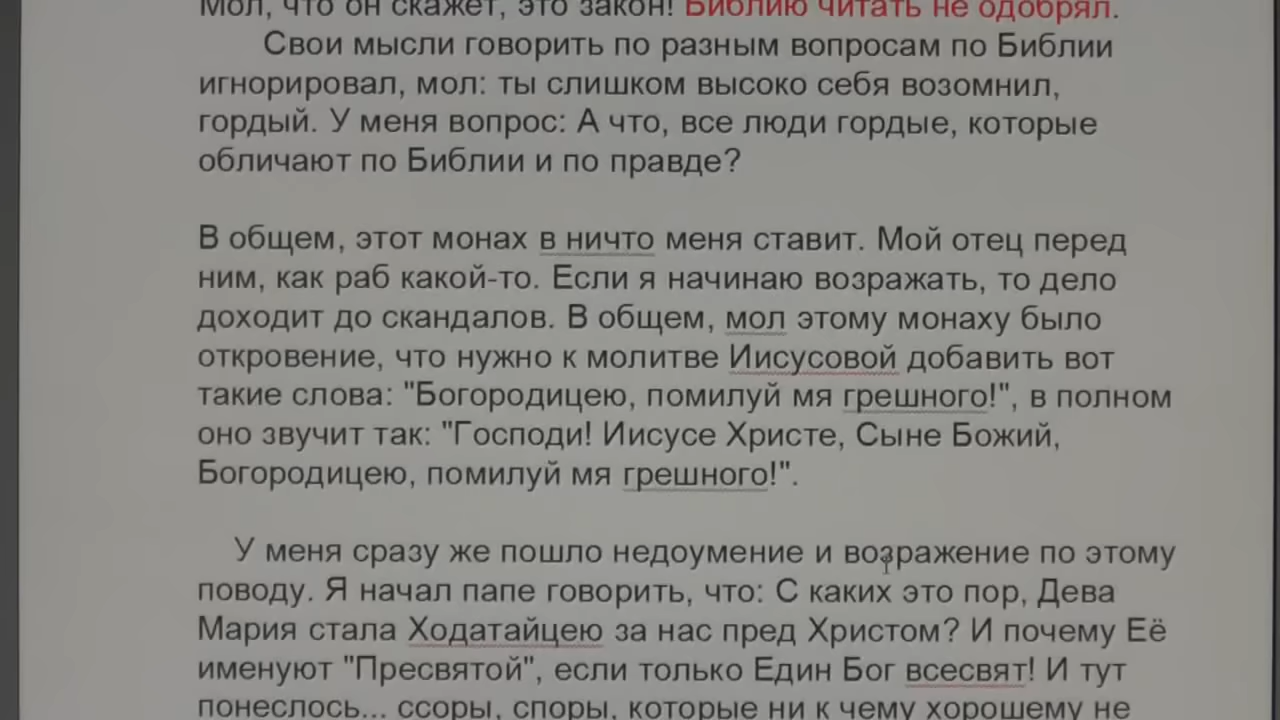 Мол, что он скажет, это закон! Библию читать не одобрял.
Свои мысли говорить по разным вопросам по Библии
игнорировал, мол: ты слишком высоко себя возомнил,
гордый. У меня вопрос: А что, все люди гордые, которые
обличают по Библии и по правде?
В общем, этот монах в ничто меня ставит. Мой отец перед
ним, как раб какой-то. Если я начинаю возражать, то дело
доходит до скандалов. В общем, мол этому монаху было
откровение, что нужно к молитве Иисусовой добавить вот
такие слова: "Богородицею, помилуй мя грешного!", в полном
оно звучит так: "Господи! Иисусе Христе, Сыне Божий,
Богородицею, помилуй мя грешного!".
У меня сразу же пошло недоумение и возражение по этому
поводу. Я начал папе говорить, что: С каких это пор, Дева
Мария стала Ходатайцею за нас пред Христом? И почему Её
именуют "Пресвятой", если только Един Бог всесвят! И тут
понеслось... ссоры, споры, которые ни к чему хорошему не